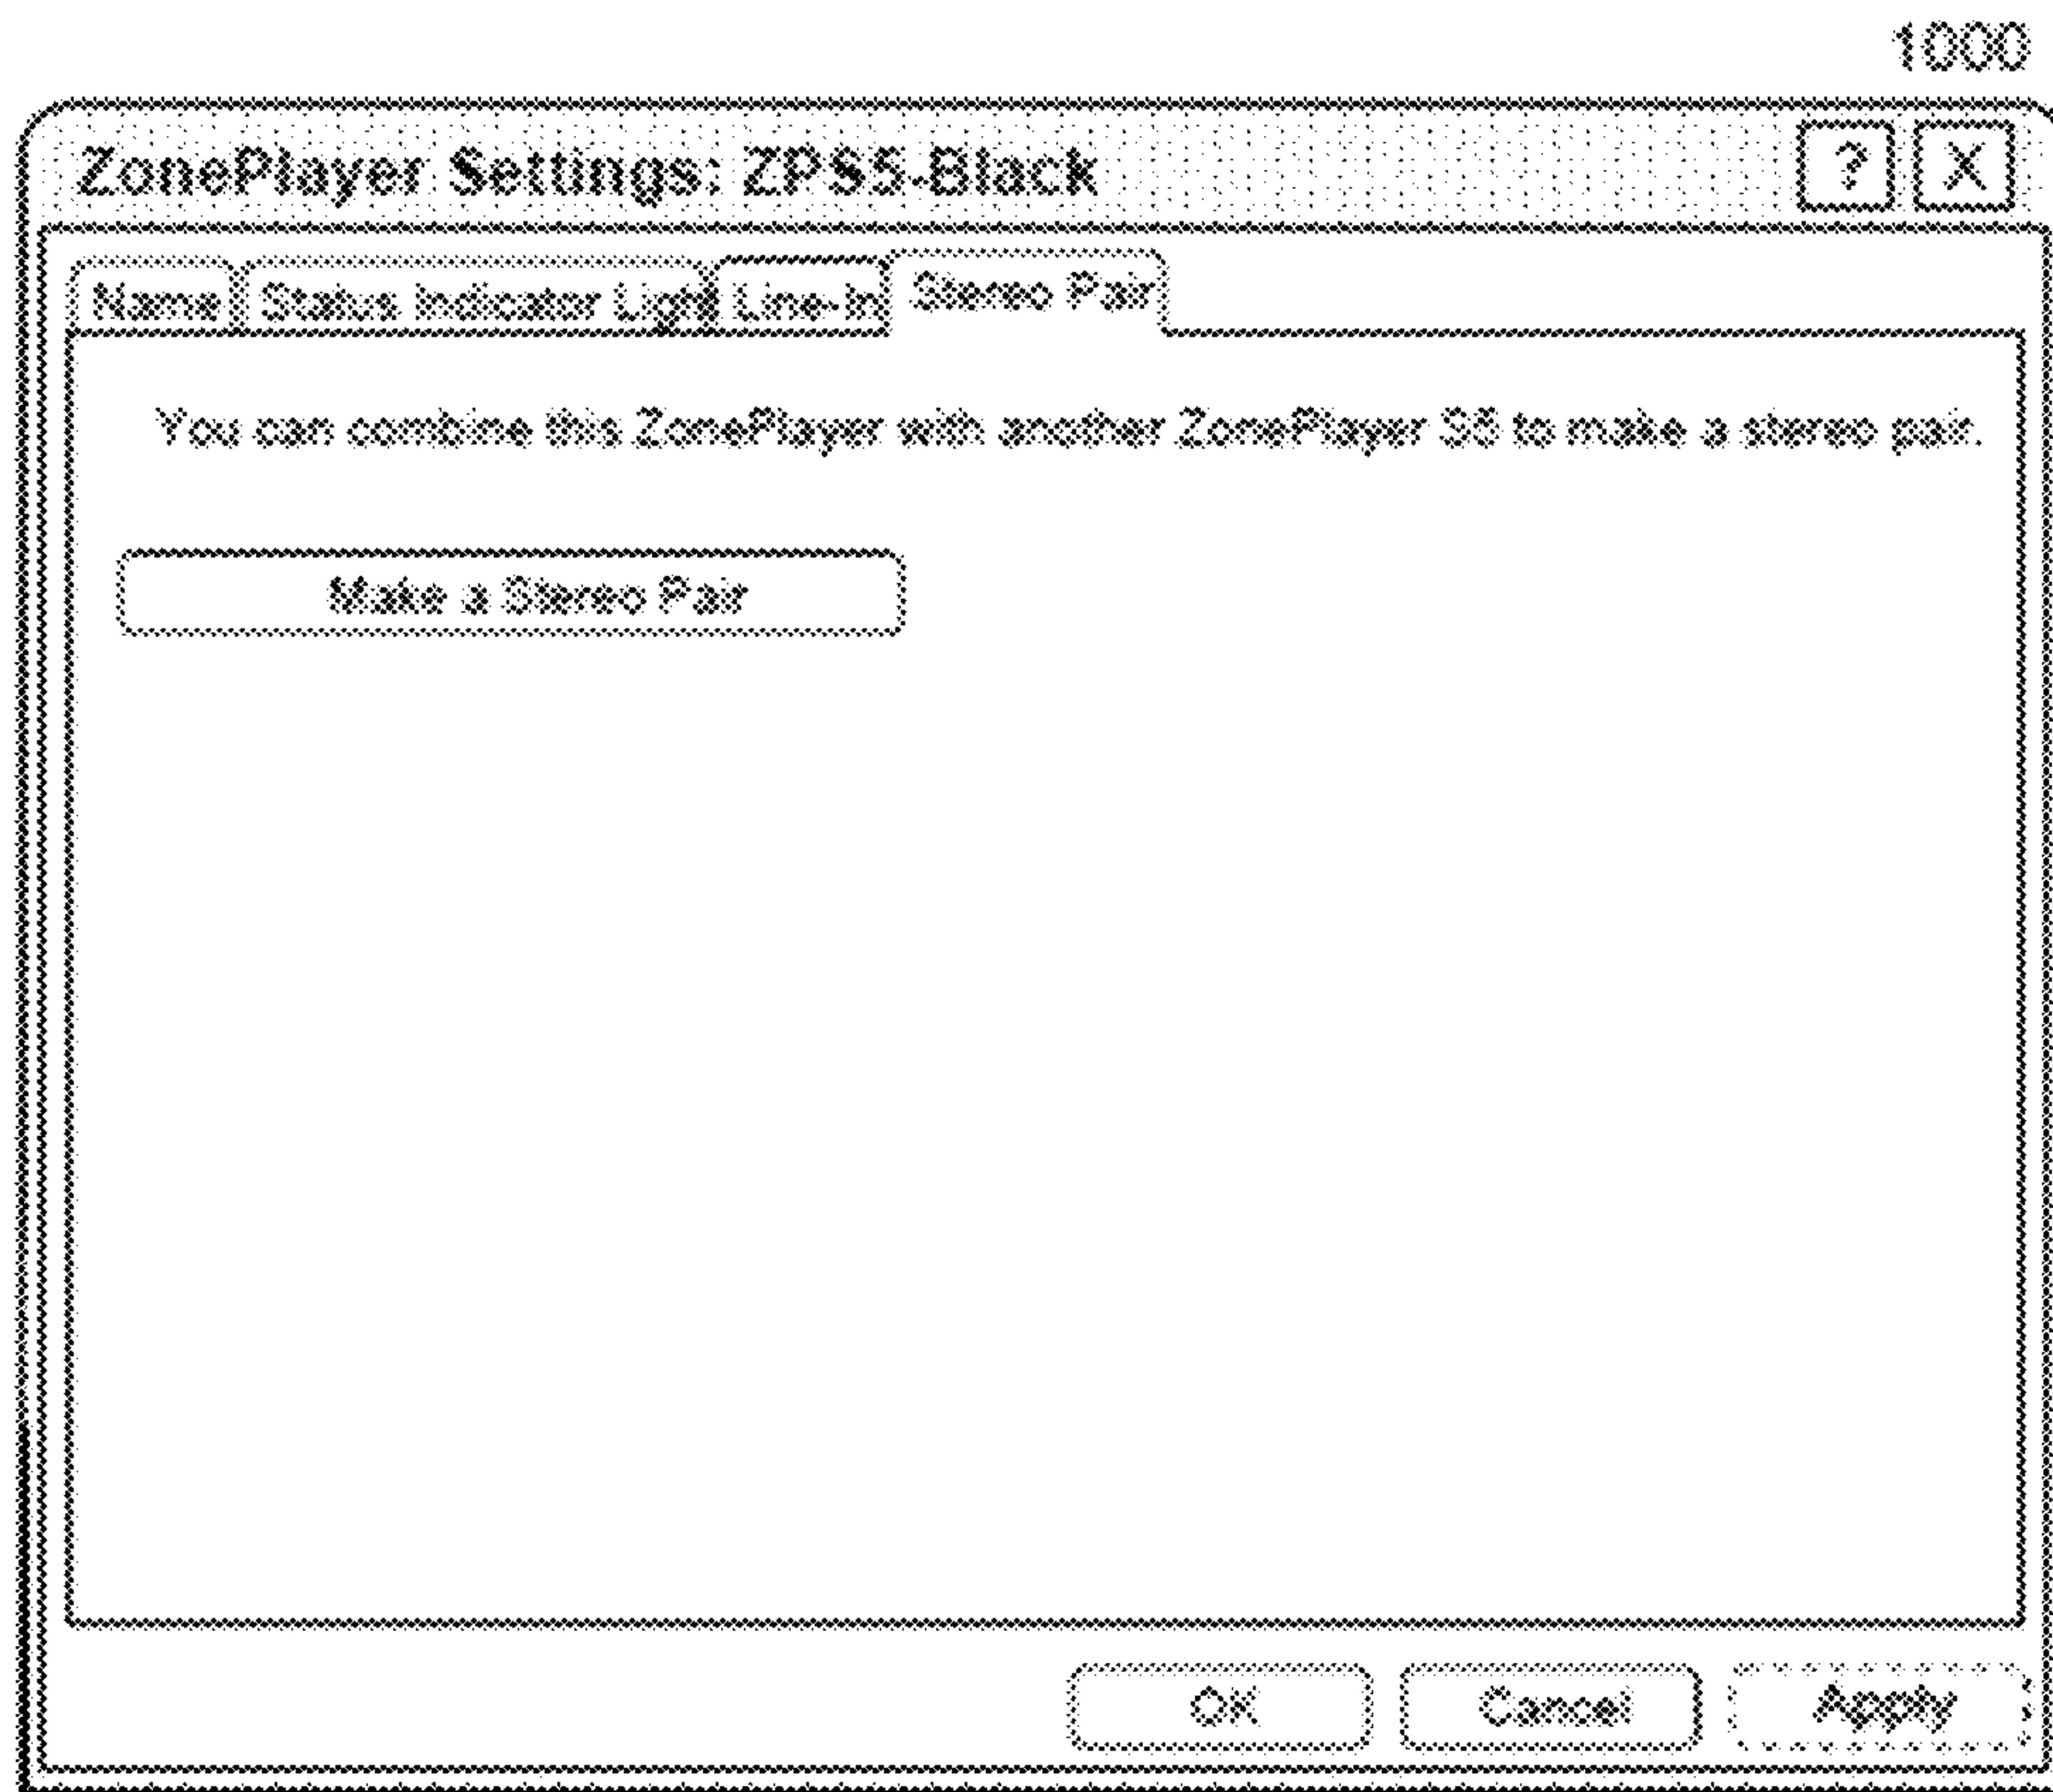 1000
ZonePlayer Settings: ZPS5-Black ? X
Name Status Indicator Light Line-In Stereo Pair
You can combine this ZonePlayer with another ZonePlayer S5 to make a stereo pair.
Make a Stereo Pair
OK Cancel Apply